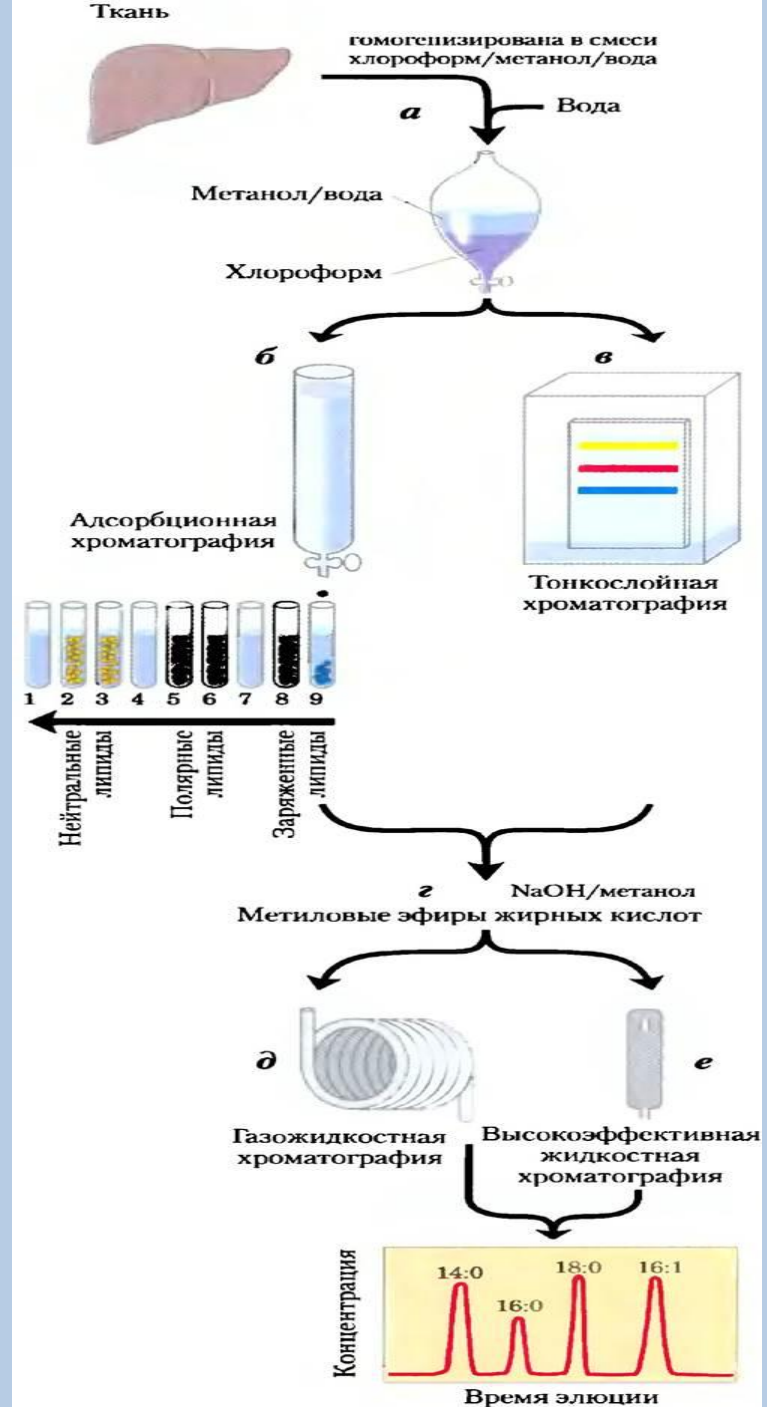 Ткань
гомогенизирована в смеси
хлороформ/метанол/вода
а
Вода
Метанол/вода
Хлороформ
б
в
Адсорбционная
хроматография
Тонкослойная
хроматография
1 2 3 4 5 6 7 8 9
Нейтральные
липиды
Полярные
липиды
Заряженные
липиды
г NaOH/метанол
Метиловые эфиры жирных кислот
д
е
Газожидкостная
хроматография
Высокоэффективная
жидкостная
хроматография
Концентрация
14:0
16:0
18:0
16:1
Время элюции